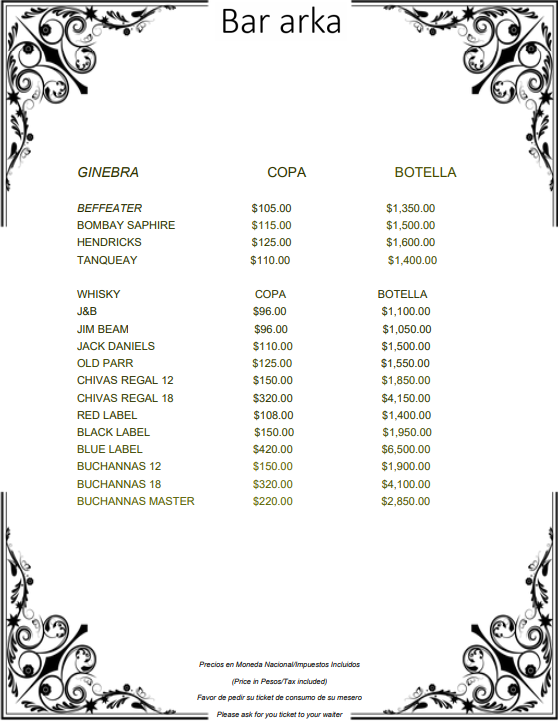 Bar arka
GINEBRA COPA BOTELLA
BEFFEATER $105.00 $1,350.00
BOMBAY SAPHIRE $115.00 $1,500.00
HENDRICKS $125.00 $1,600.00
TANQUEAY $110.00 $1,400.00
WHISKY COPA BOTELLA
J&B $96.00 $1,100.00
JIM BEAM $96.00 $1,050.00
JACK DANIELS $110.00 $1,500.00
OLD PARR $125.00 $1,550.00
CHIVAS REGAL 12 $150.00 $1,850.00
CHIVAS REGAL 18 $320.00 $4,150.00
RED LABEL $108.00 $1,400.00
BLACK LABEL $150.00 $1,950.00
BLUE LABEL $420.00 $6,500.00
BUCHANNAS 12 $150.00 $1,900.00
BUCHANNAS 18 $320.00 $4,100.00
BUCHANNAS MASTER $220.00 $2,850.00
Precios en Moneda Nacional/Impuestos Incluidos
(Price in Pesos/Tax included)
Favor de pedir su ticket de consumo de su mesero
Please ask for you ticket to your waiter